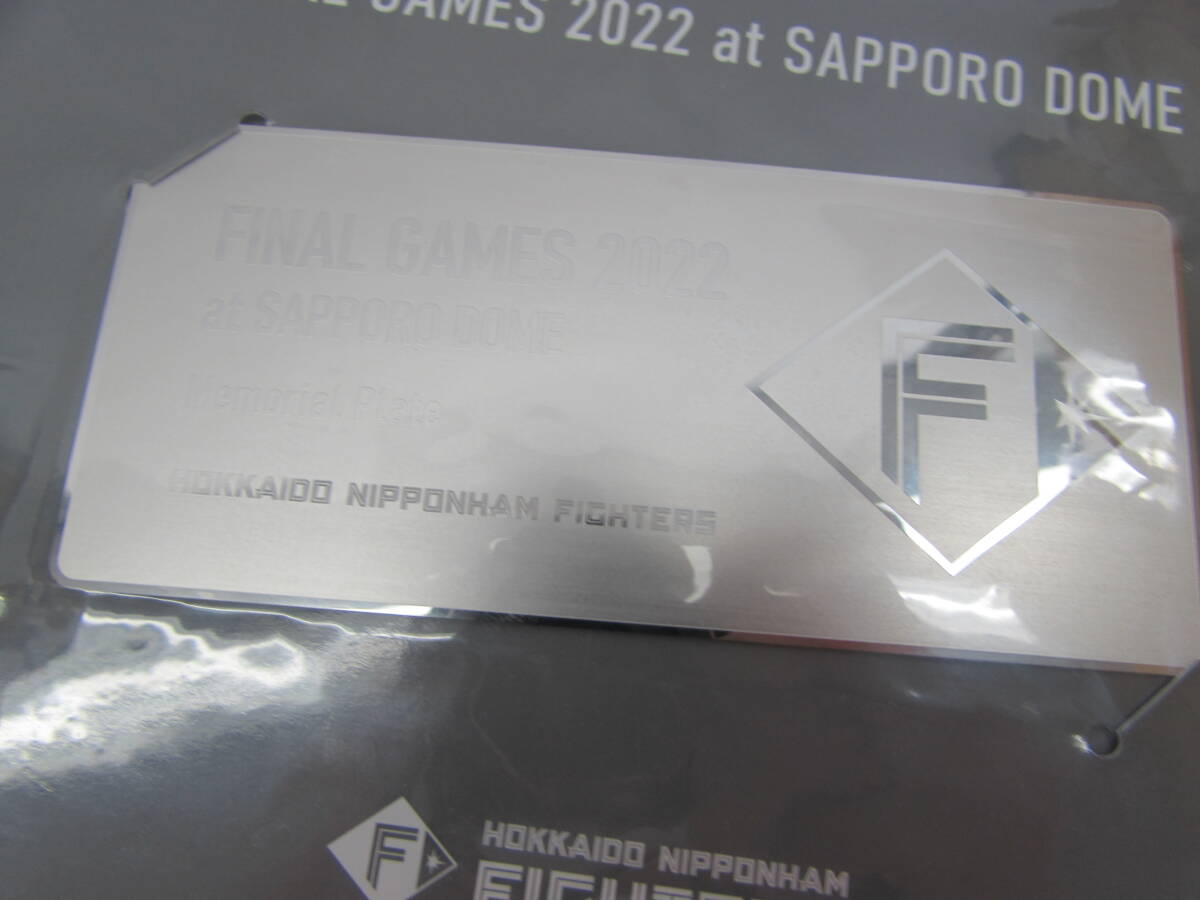 GAMES 2022 at SAPPORO DOME
FINAL GAMES 2022
at SAPPORO DOME
Memorial Plate
HOKKAIDO NIPPONHAM FIGHTERS
F
F
HOKKAIDO NIPPONHAM